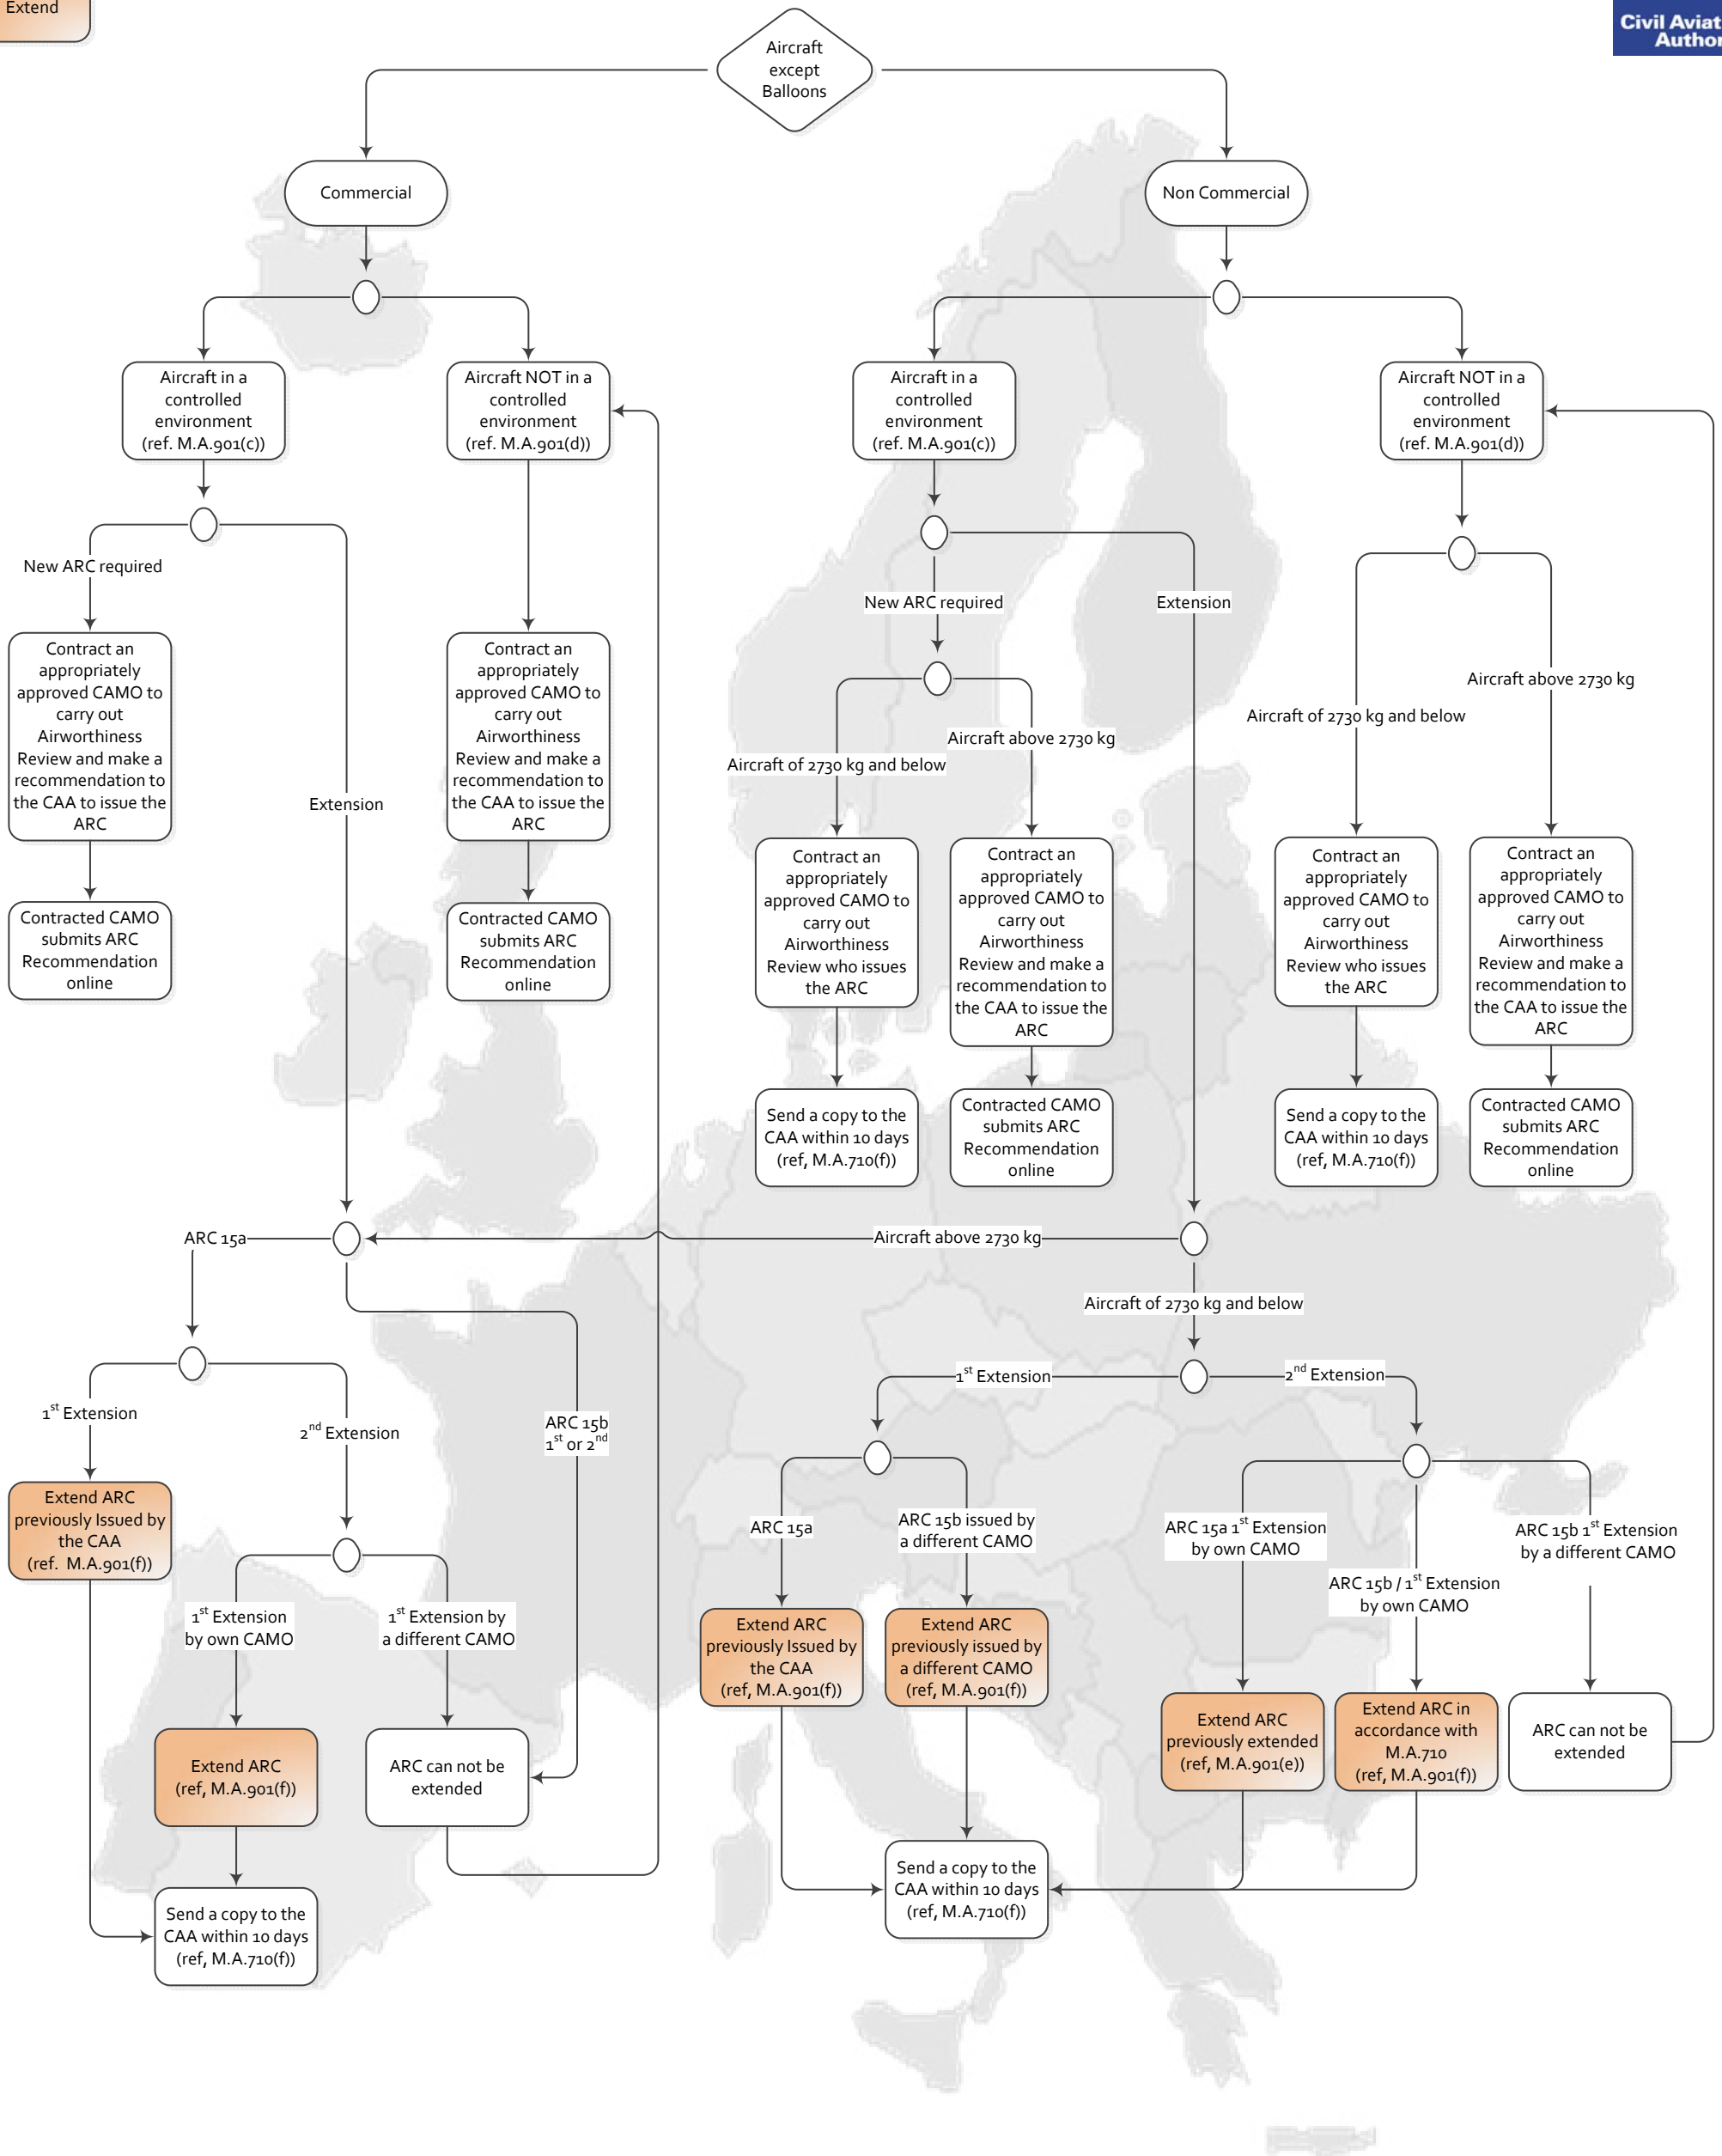 Extend
Civil Aviat
Author
Aircraft
except
Balloons
Commercial
Non Commercial
Aircraft in a
controlled
environment
(ref. M.A.901(c))
Aircraft NOT in a
controlled
environment
(ref. M.A.901(d))
Aircraft in a
controlled
environment
(ref. M.A.901(c))
Aircraft NOT in a
controlled
environment
(ref. M.A.901(d))
New ARC required
Extension
New ARC required
Extension
Aircraft of 2730 kg and below
Aircraft above 2730 kg
Aircraft of 2730 kg and below
Aircraft above 2730 kg
Contract an
appropriately
approved CAMO to
carry out
Airworthiness
Review and make a
recommendation to
the CAA to issue the
ARC
Contract an
appropriately
approved CAMO to
carry out
Airworthiness
Review and make a
recommendation to
the CAA to issue the
ARC
Contract an
appropriately
approved CAMO to
carry out
Airworthiness
Review who issues
the ARC
Contract an
appropriately
approved CAMO to
carry out
Airworthiness
Review and make a
recommendation to
the CAA to issue the
ARC
Contract an
appropriately
approved CAMO to
carry out
Airworthiness
Review who issues
the ARC
Contract an
appropriately
approved CAMO to
carry out
Airworthiness
Review and make a
recommendation to
the CAA to issue the
ARC
Contracted CAMO
submits ARC
Recommendation
online
Contracted CAMO
submits ARC
Recommendation
online
Send a copy to the
CAA within 10 days
(ref, M.A.710(f))
Contracted CAMO
submits ARC
Recommendation
online
Send a copy to the
CAA within 10 days
(ref, M.A.710(f))
Contracted CAMO
submits ARC
Recommendation
online
ARC 15a
Aircraft above 2730 kg
Aircraft of 2730 kg and below
1st Extension
2nd Extension
ARC 15b
1st or 2nd
1st Extension
2nd Extension
Extend ARC
previously Issued by
the CAA
(ref. M.A.901(f))
1st Extension
by own CAMO
1st Extension by
a different CAMO
ARC 15a
ARC 15b issued by
a different CAMO
ARC 15a 1st Extension
by own CAMO
ARC 15b / 1st Extension
by own CAMO
ARC 15b 1st Extension
by a different CAMO
Extend ARC
(ref, M.A.901(f))
ARC can not be
extended
Extend ARC
previously Issued by
the CAA
(ref, M.A.901(f))
Extend ARC
previously issued by
a different CAMO
(ref, M.A.901(f))
Extend ARC
previously extended
(ref, M.A.901(e))
Extend ARC in
accordance with
M.A.710
(ref, M.A.901(f))
ARC can not be
extended
Send a copy to the
CAA within 10 days
(ref, M.A.710(f))
Send a copy to the
CAA within 10 days
(ref, M.A.710(f))